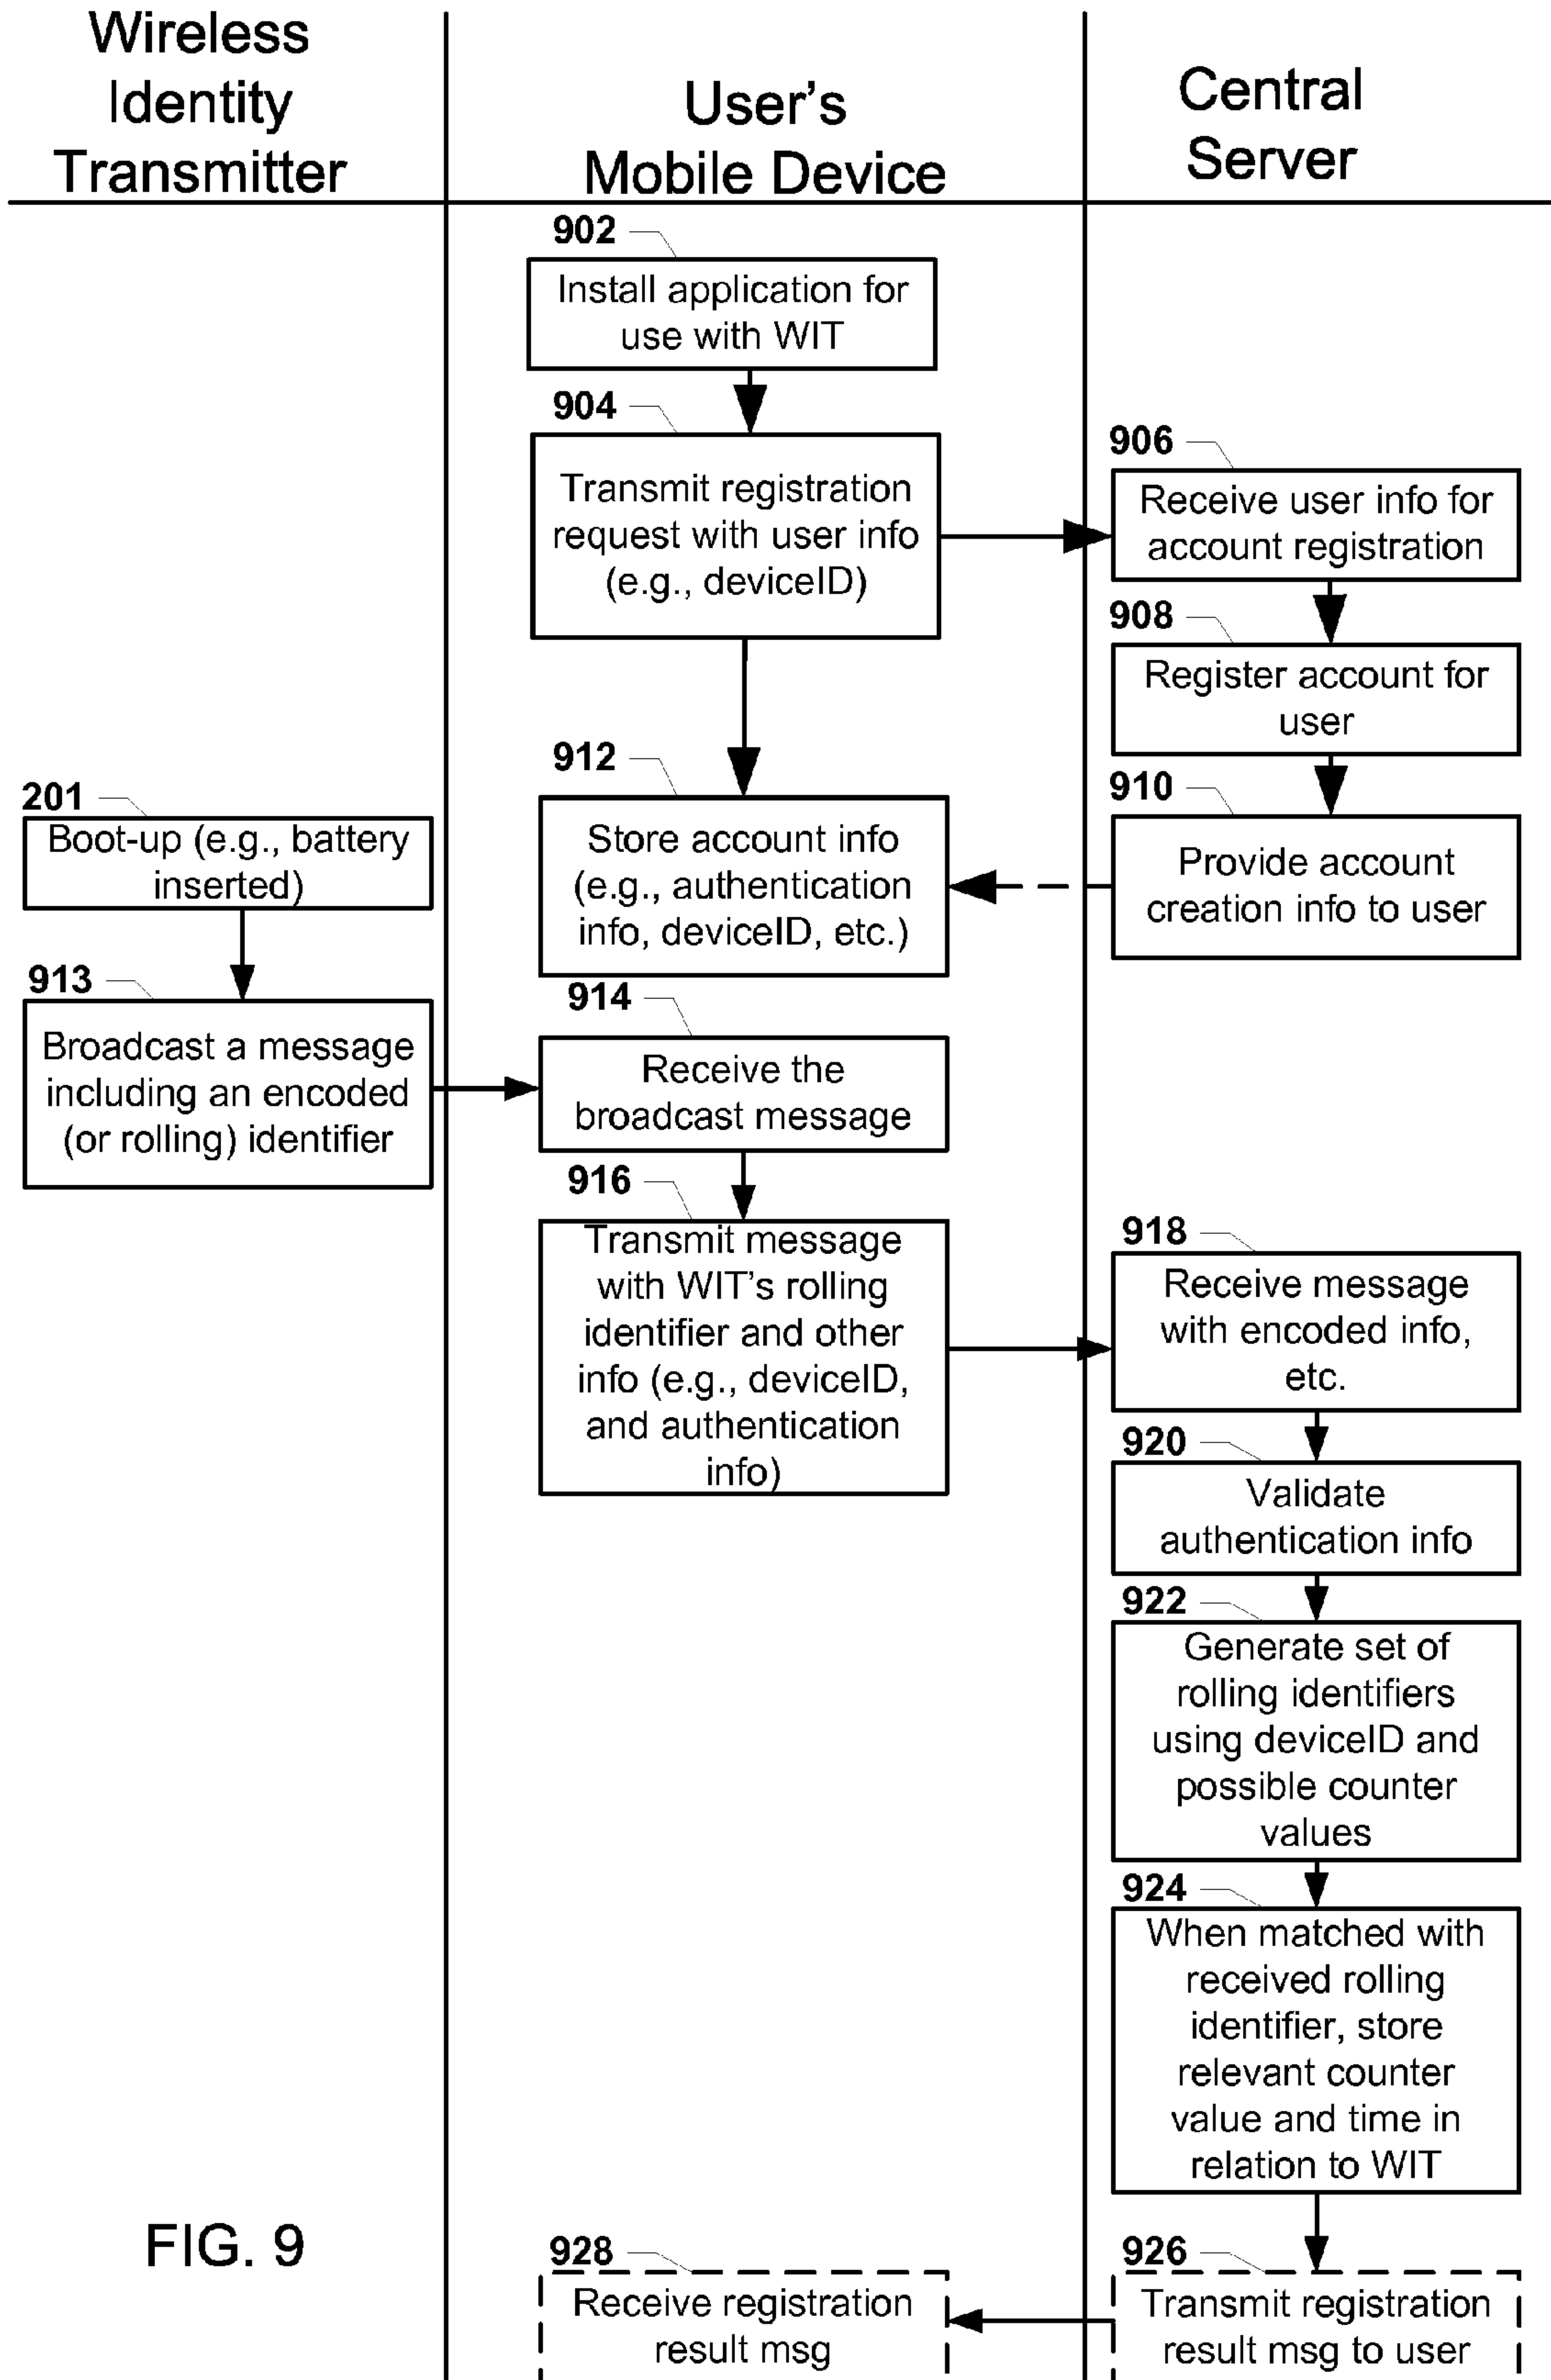 Wireless
Identity
Transmitter
User's
Mobile Device
Central
Server
902
Install application for
use with WIT
904
Transmit registration
request with user info
(e.g., deviceID)
906
Receive user info for
account registration
908
Register account for
user
910
Provide account
creation info to user
912
Store account info
(e.g., authentication
info, deviceID, etc.)
201
Boot-up (e.g., battery
inserted)
913
Broadcast a message
including an encoded
(or rolling) identifier
914
Receive the
broadcast message
916
Transmit message
with WIT's rolling
identifier and other
info (e.g., deviceID,
and authentication
info)
918
Receive message
with encoded info,
etc.
920
Validate
authentication info
922
Generate set of
rolling identifiers
using deviceID and
possible counter
values
924
When matched with
received rolling
identifier, store
relevant counter
value and time in
relation to WIT
926
Transmit registration
result msg to user
928
Receive registration
result msg
FIG. 9